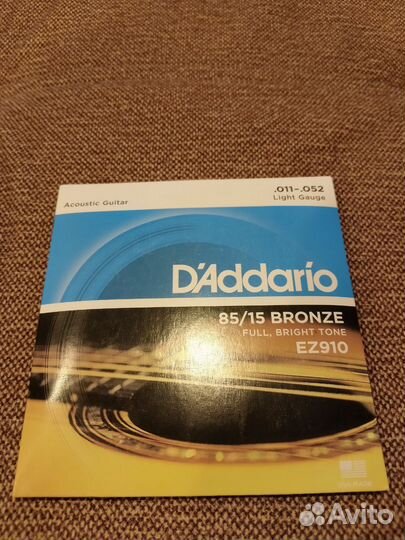 .011–.052
Acoustic Guitar
Light Gauge
D'Addario
85/15 BRONZE
FULL, BRIGHT TONE
EZ910
USA MADE
Avito